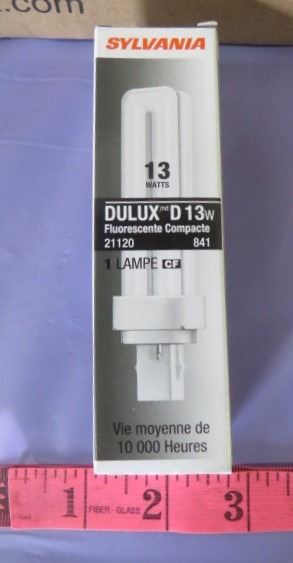 x.com
SYLVANIA
13
WATTS
DULUX md D 13W
Fluorescente Compacte
21120 841
1 LAMPE CF
Vie moyenne de
10 000 Heures
1 FIBER-GLASS 2 3